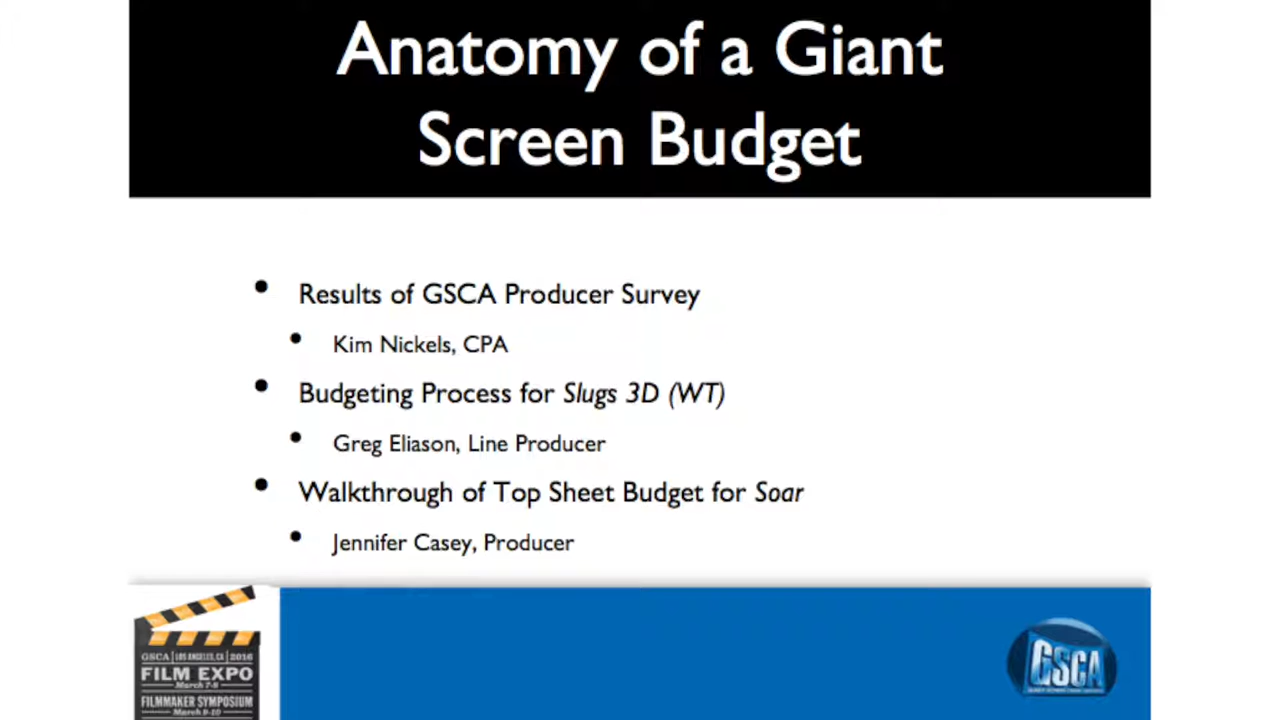 Anatomy of a Giant
Screen Budget
• Results of GSCA Producer Survey
• Kim Nickels, CPA
• Budgeting Process for Slugs 3D (WT)
• Greg Eliason, Line Producer
• Walkthrough of Top Sheet Budget for Soar
• Jennifer Casey, Producer
GSCA | LOS ANGELES, CA | 2016
FILM EXPO
March 7-8
FILMMAKER SYMPOSIUM
March 9-10
GSCA